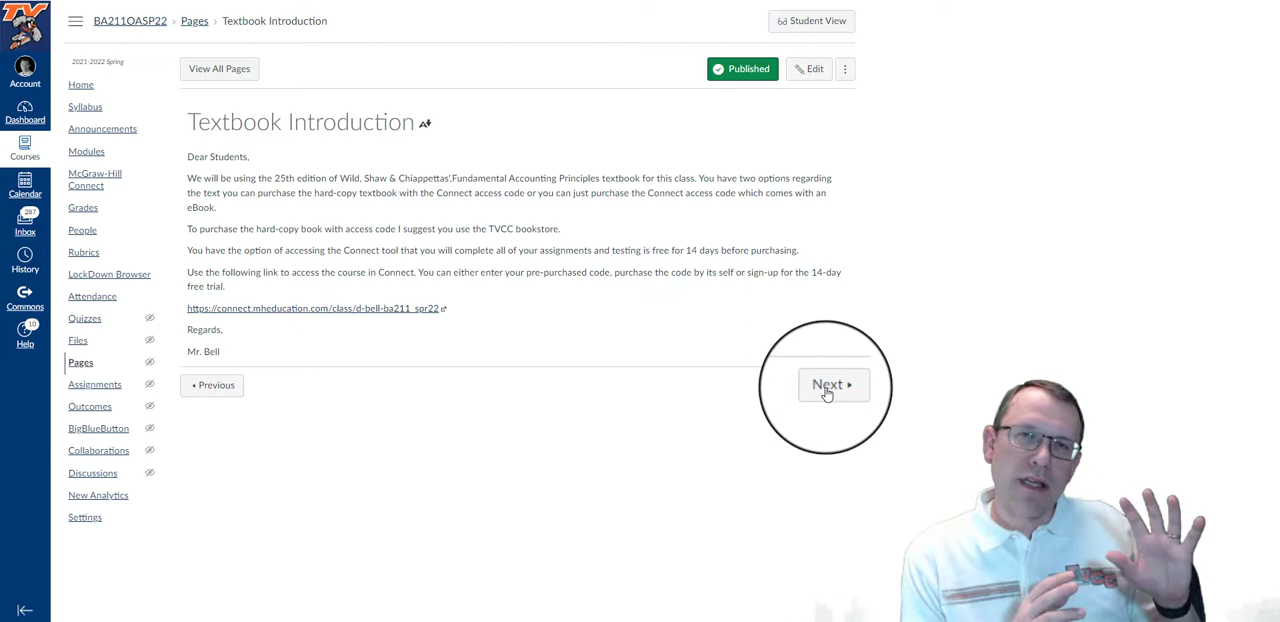 TV
BA211OASP22 › Pages › Textbook Introduction
Student View
Account
Dashboard
Courses
Calendar
287
Inbox
History
Commons
10
Help
2021-2022 Spring
Home
Syllabus
Announcements
Modules
McGraw-Hill
Connect
Grades
People
Rubrics
LockDown Browser
Attendance
Quizzes
Files
Pages
Assignments
Outcomes
BigBlueButton
Collaborations
Discussions
New Analytics
Settings
View All Pages
Published
Edit
Textbook Introduction
Dear Students,
We will be using the 25th edition of Wild, Shaw & Chiappettas',Fundamental Accounting Principles textbook for this class. You have two options regarding
the text you can purchase the hard-copy textbook with the Connect access code or you can just purchase the Connect access code which comes with an
eBook.
To purchase the hard-copy book with access code I suggest you use the TVCC bookstore.
You have the option of accessing the Connect tool that you will complete all of your assignments and testing is free for 14 days before purchasing.
Use the following link to access the course in Connect. You can either enter your pre-purchased code, purchase the code by its self or sign-up for the 14-day
free trial.
https://connect.mheducation.com/class/d-bell-ba211_spr22
Regards,
Mr. Bell
Previous
Next
TVCC